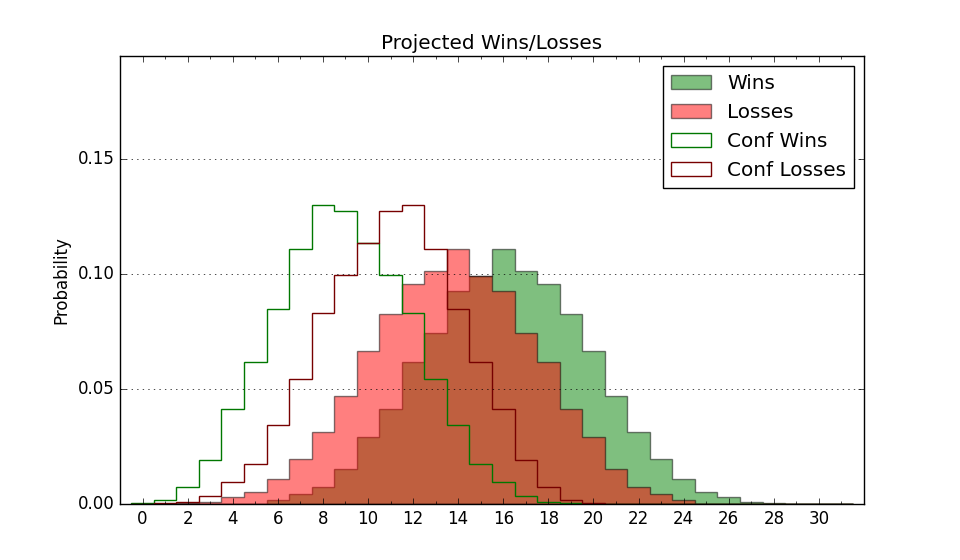 Projected Wins/Losses
Wins
Losses
Conf Wins
Conf Losses
Probability
0.15
0.10
0.05
0.00
0 2 4 6 8 10 12 14 16 18 20 22 24 26 28 30